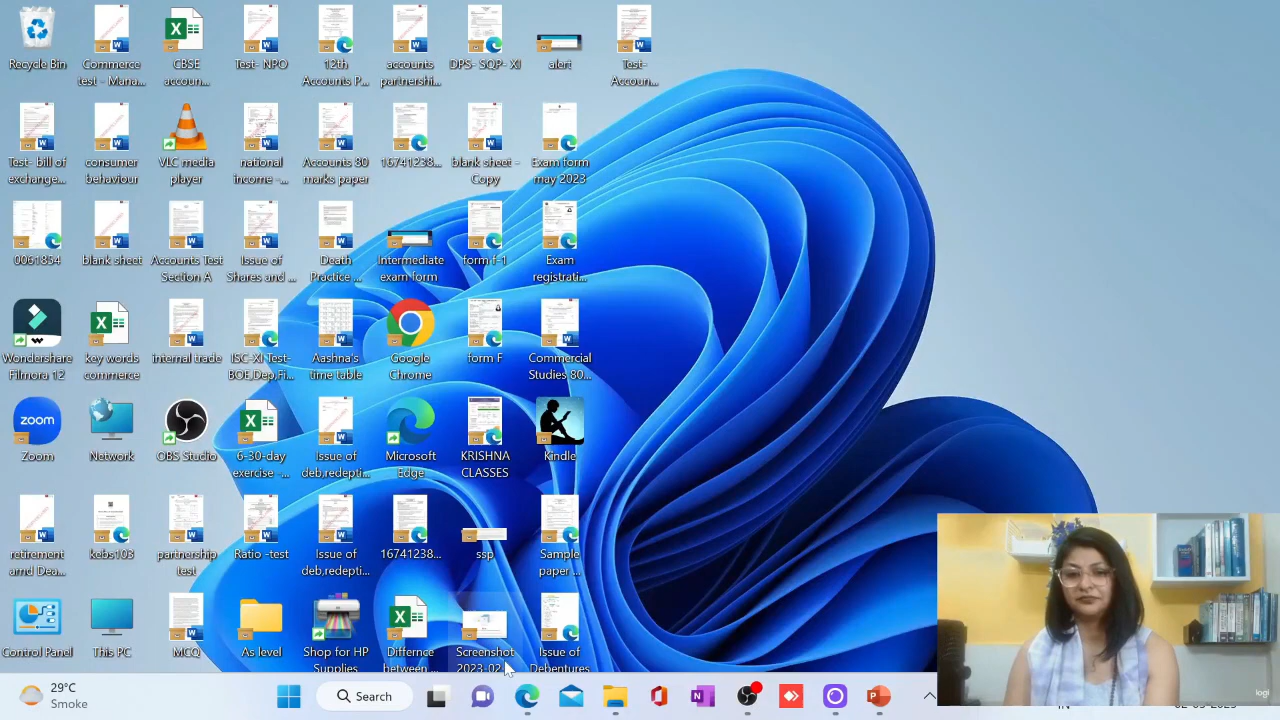 Recycle Bin
Commerce
test - Mana...
CBSE
accoun...
Test- NPO
12th
Accounts P...
accounts
partnershi...
DPS- SQP- XI
alert
Test-
Accoun...
Test- bill of
exchange...
consumer
behaviour
VLC media
player
national
income -...
Accounts 80
marks paper
16741238...
blank sheet -
Copy
Exam form
may 2023
0061854
blank sheet
Accounts Test
Section A
Issue of
Shares and ...
Death
Practice ...
Intermediate
exam form
form f-1
Exam
registrati...
Wondershare
Filmora 12
key words
commerce
internal trade
ISC-XI Test-
BOE,Dep,Fi...
Aashna's
time table
Google
Chrome
form F
Commercial
Studies 80...
zoom
Zoom
Network
OBS Studio
6-30-day
exercise -...
Issue of
deb,redepti...
Microsoft
Edge
KRISHNA
CLASSES
Kindle
retirement
amd Dea...
kebs103
partnership
test
Ratio -test
Issue of
deb,redepti...
16741238...
ssp
Sample
paper ...
Control Panel
This PC
MCQ
As level
Shop for HP
Supplies
Differnce
between ...
Screenshot
2023-02...
Issue of
Debentures
29°C
Smoke
Search
logi